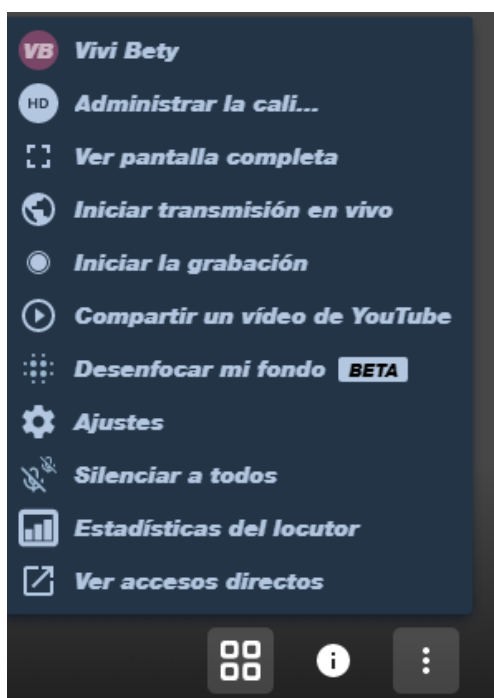 VB Vivi Bety
HD Administrar la cali...
Ver pantalla completa
Iniciar transmisión en vivo
Iniciar la grabación
Compartir un vídeo de YouTube
Desenfocar mi fondo BETA
Ajustes
Silenciar a todos
Estadísticas del locutor
Ver accesos directos